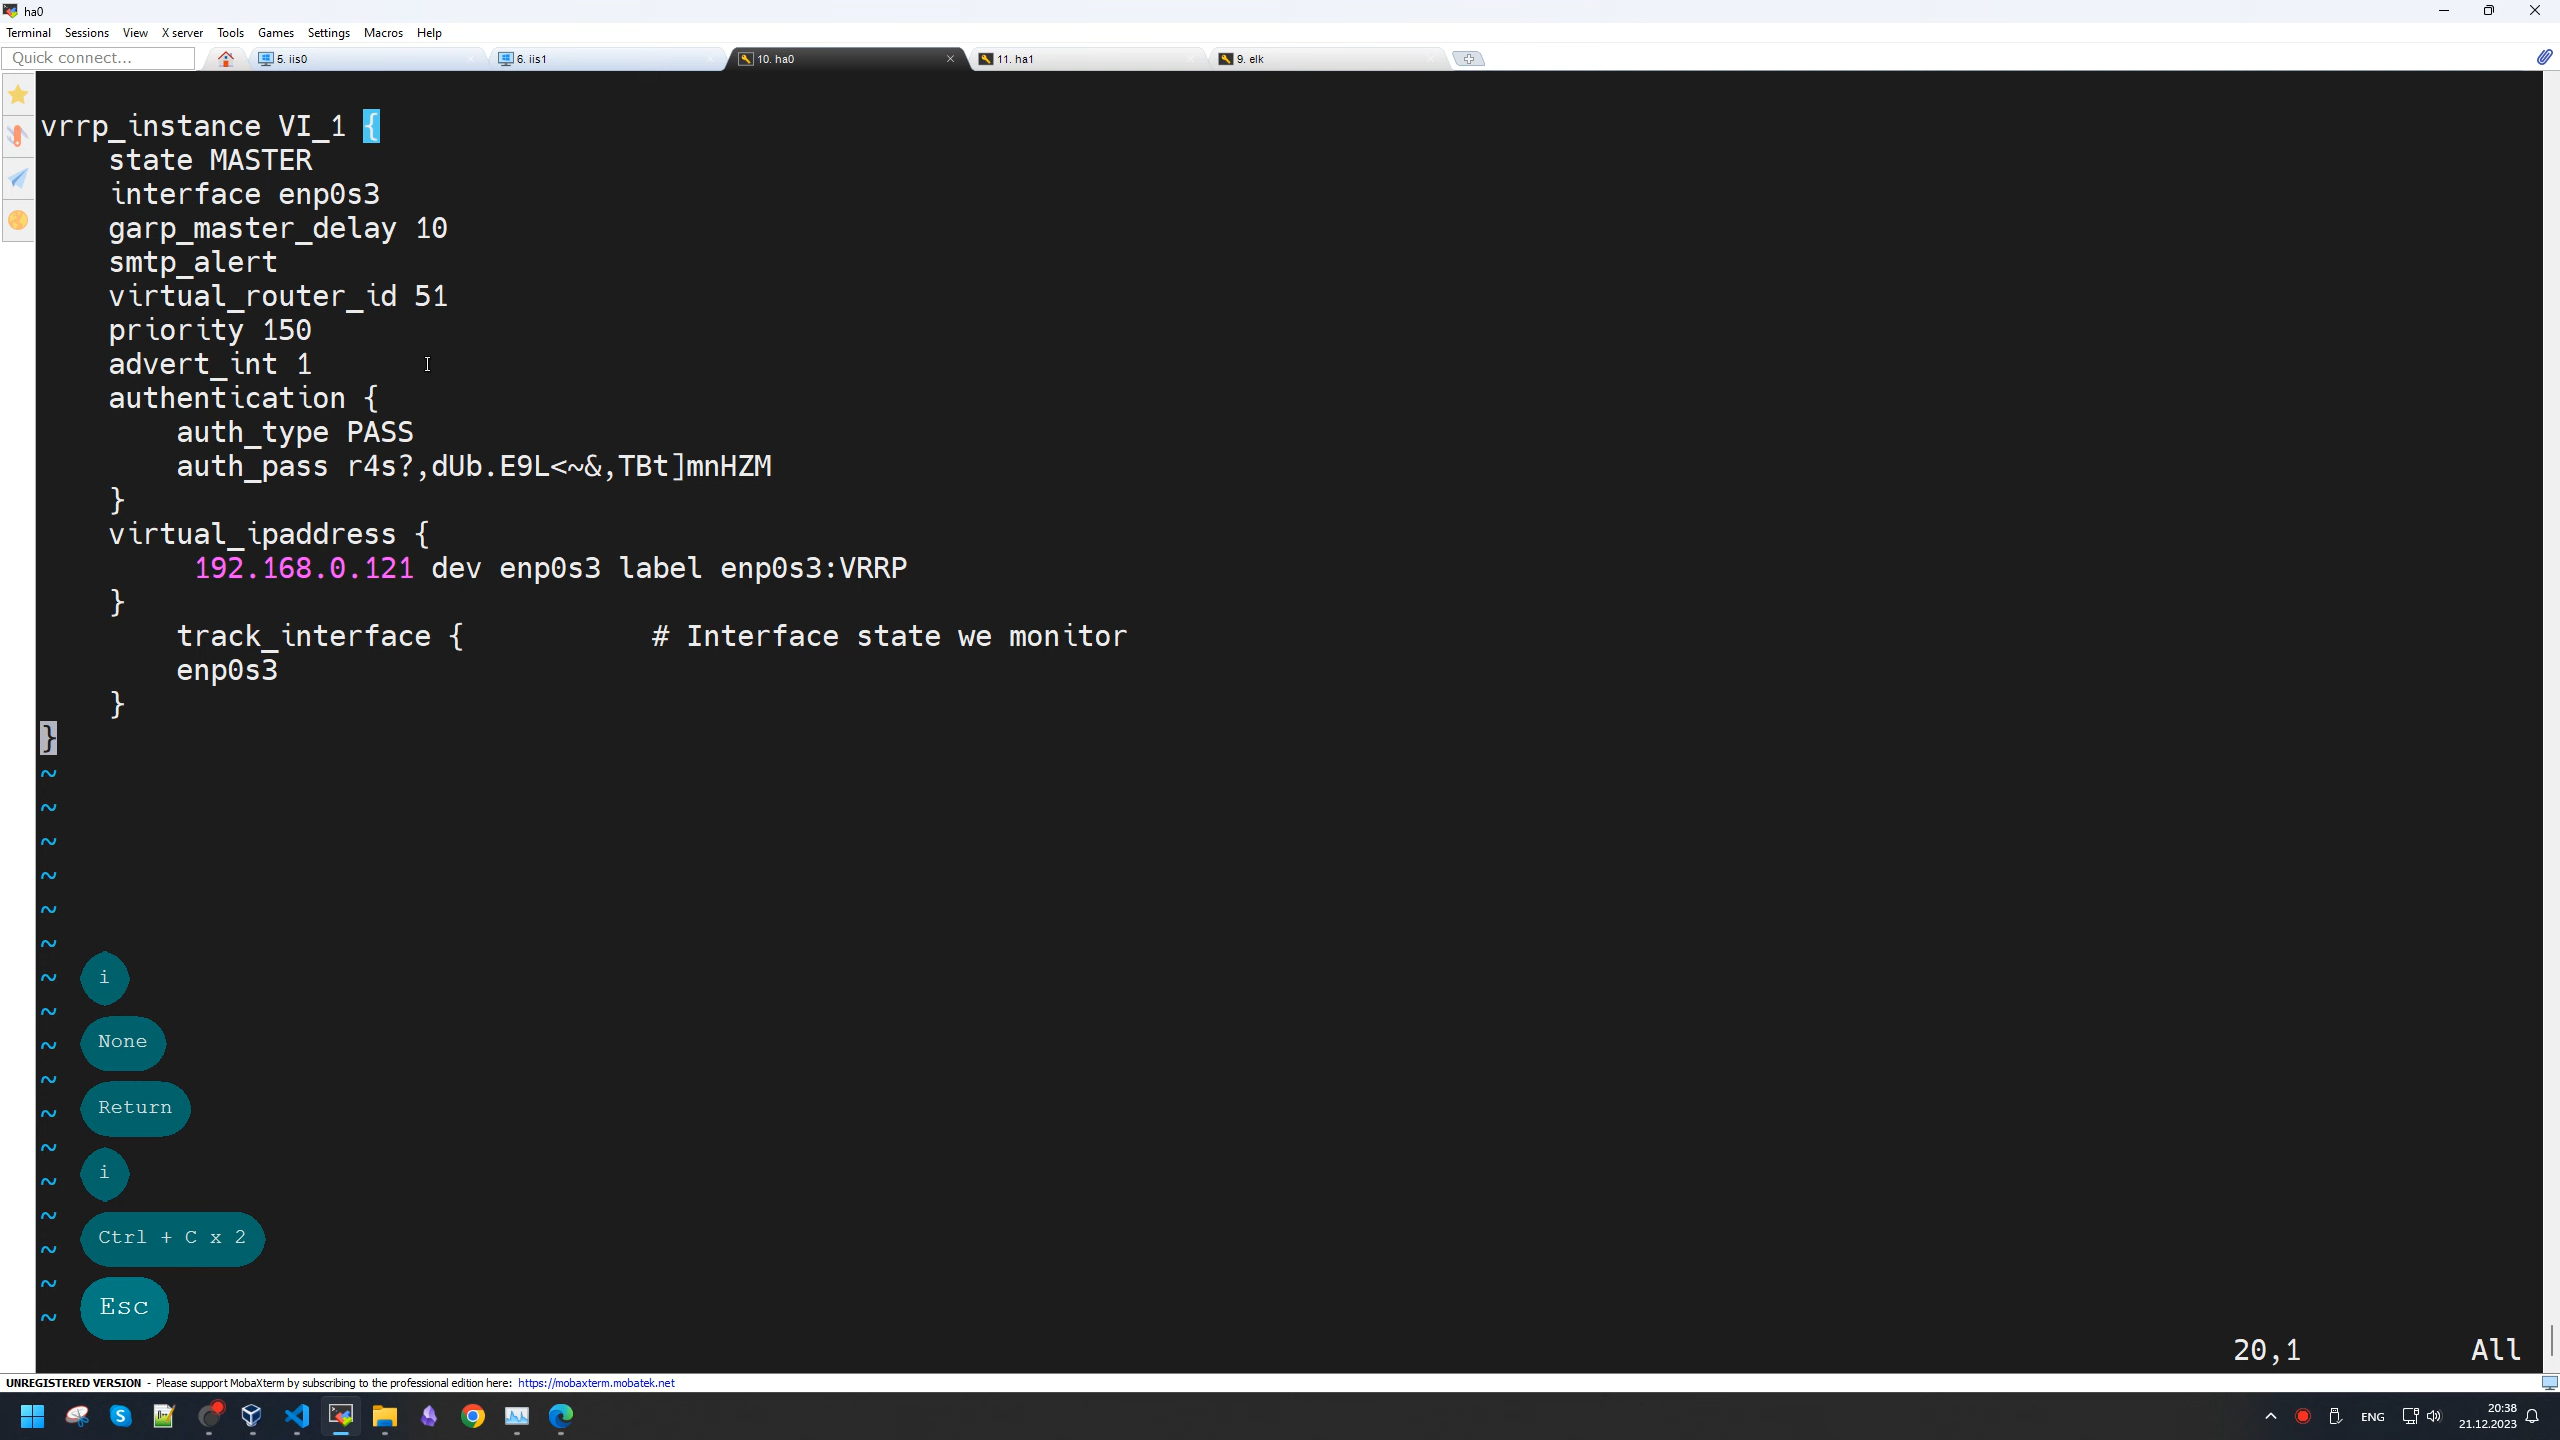 ha0
Terminal Sessions View X server Tools Games Settings Macros Help
Quick connect... 5. iis0 6. iis1 10. ha0 11. ha1 9. elk
vrrp_instance VI_1 {
state MASTER
interface enp0s3
garp_master_delay 10
smtp_alert
virtual_router_id 51
priority 150
advert_int 1
authentication {
auth_type PASS
auth_pass r4s?,dUb.E9L<~&,TBt]mnHZM
}
virtual_ipaddress {
192.168.0.121 dev enp0s3 label enp0s3:VRRP
}
track_interface { # Interface state we monitor
enp0s3
}
}
~
~
~
~
~
~
~ i
~
~ None
~
~ Return
~
~ i
~
~ Ctrl + C x 2
~
~ Esc
20,1 All
UNREGISTERED VERSION - Please support MobaXterm by subscribing to the professional edition here: https://mobaxterm.mobatek.net
ENG 20:38
21.12.2023